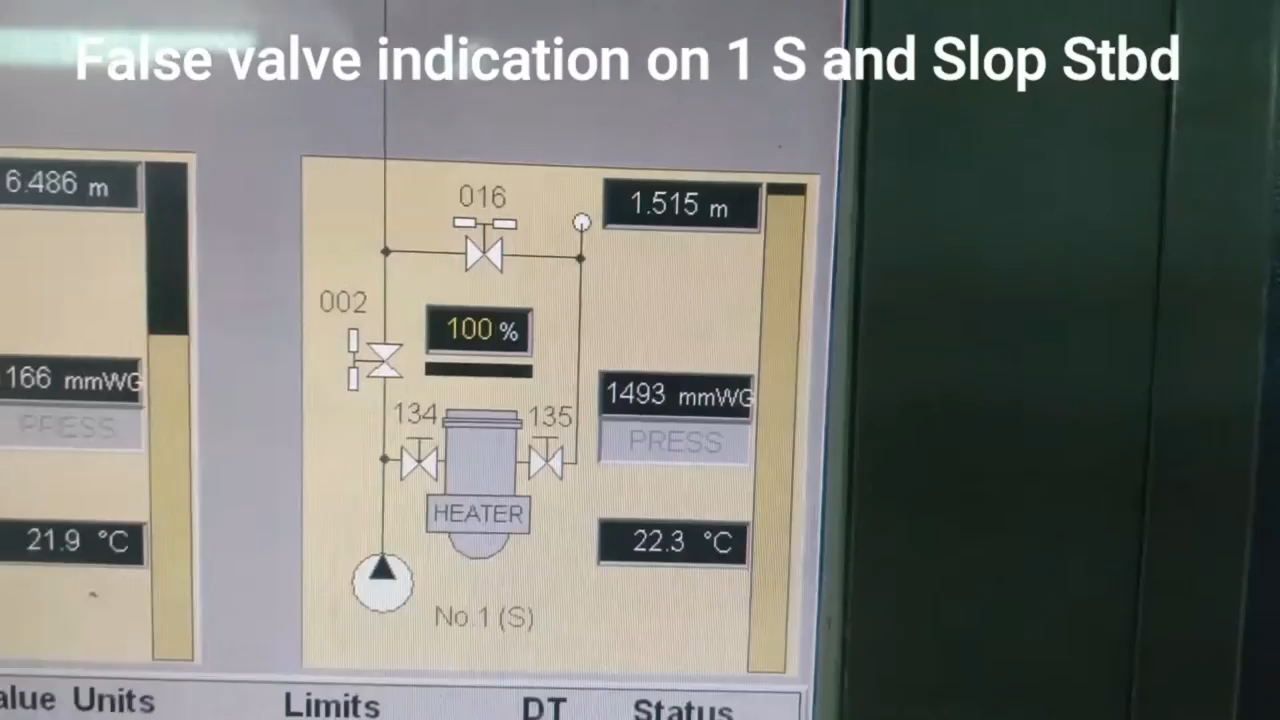 False valve indication on 1 S and Slop Stbd
6.486 m
016
1.515 m
002
100 %
166 mmWG
1493 mmWG
134
135
PRESS
PRESS
HEATER
21.9 °C
22.3 °C
No.1 (S)
alue Units
Limits
DT
Status